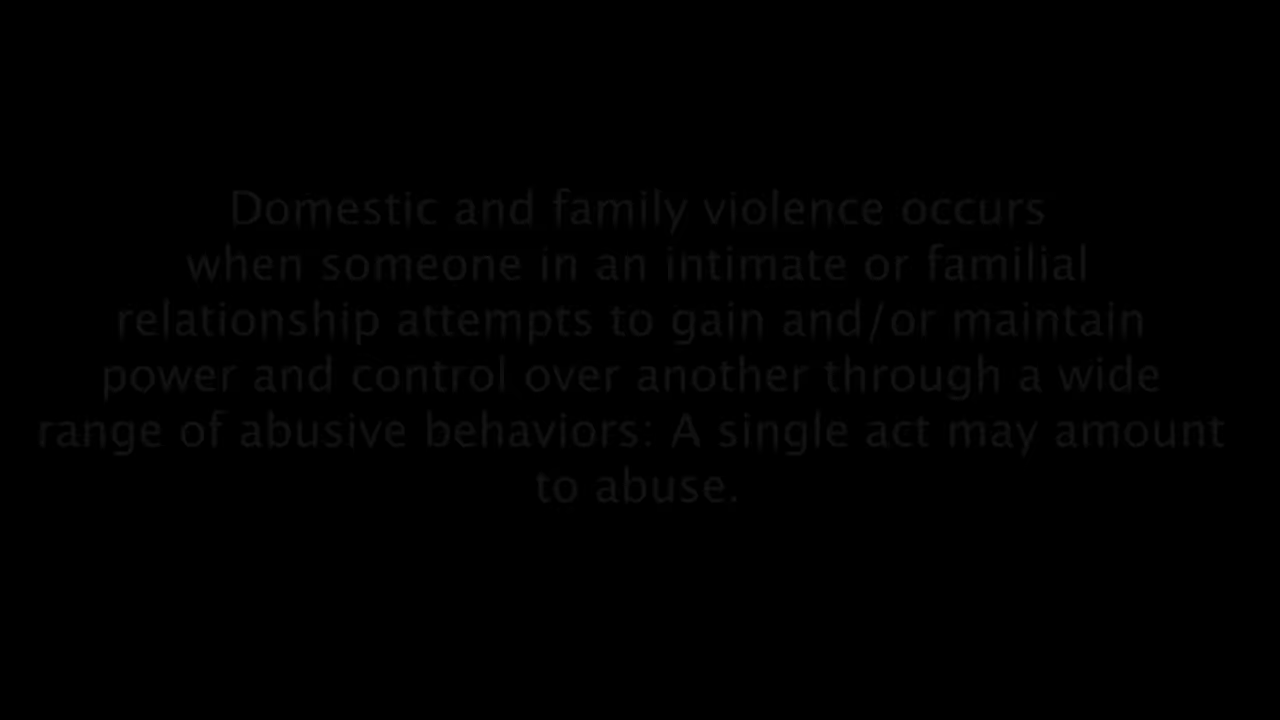 Domestic and family violence occurs
when someone in an intimate or familial
relationship attempts to gain and/or maintain
power and control over another through a wide
range of abusive behaviors: A single act may amount
to abuse.